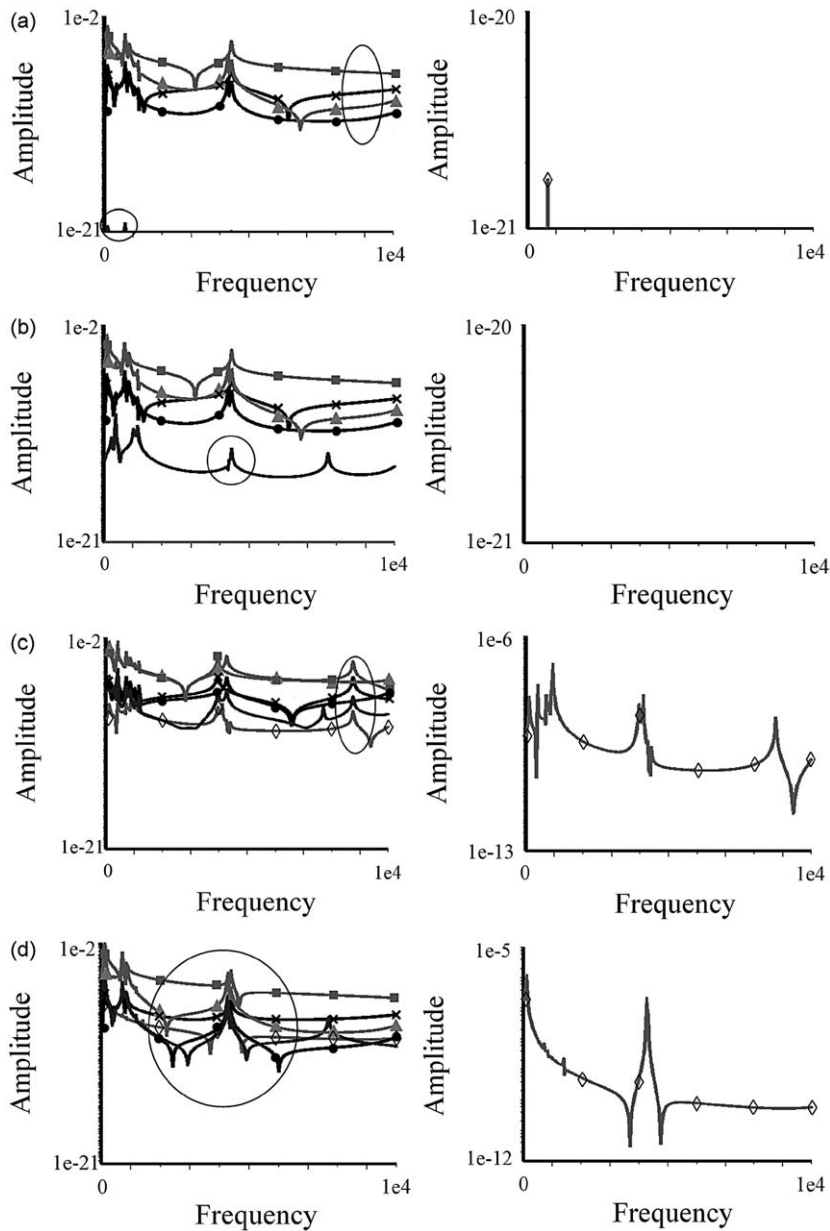 (a)
1e-2
Amplitude
1e-21
0
1e4
Frequency
1e-20
Amplitude
1e-21
0
1e4
Frequency
(b)
1e-2
Amplitude
1e-21
0
1e4
Frequency
1e-20
Amplitude
1e-21
0
1e4
Frequency
(c)
1e-2
Amplitude
1e-21
0
1e4
Frequency
1e-6
Amplitude
1e-13
0
1e4
Frequency
(d)
1e-2
Amplitude
1e-21
0
1e4
Frequency
1e-5
Amplitude
1e-12
0
1e4
Frequency